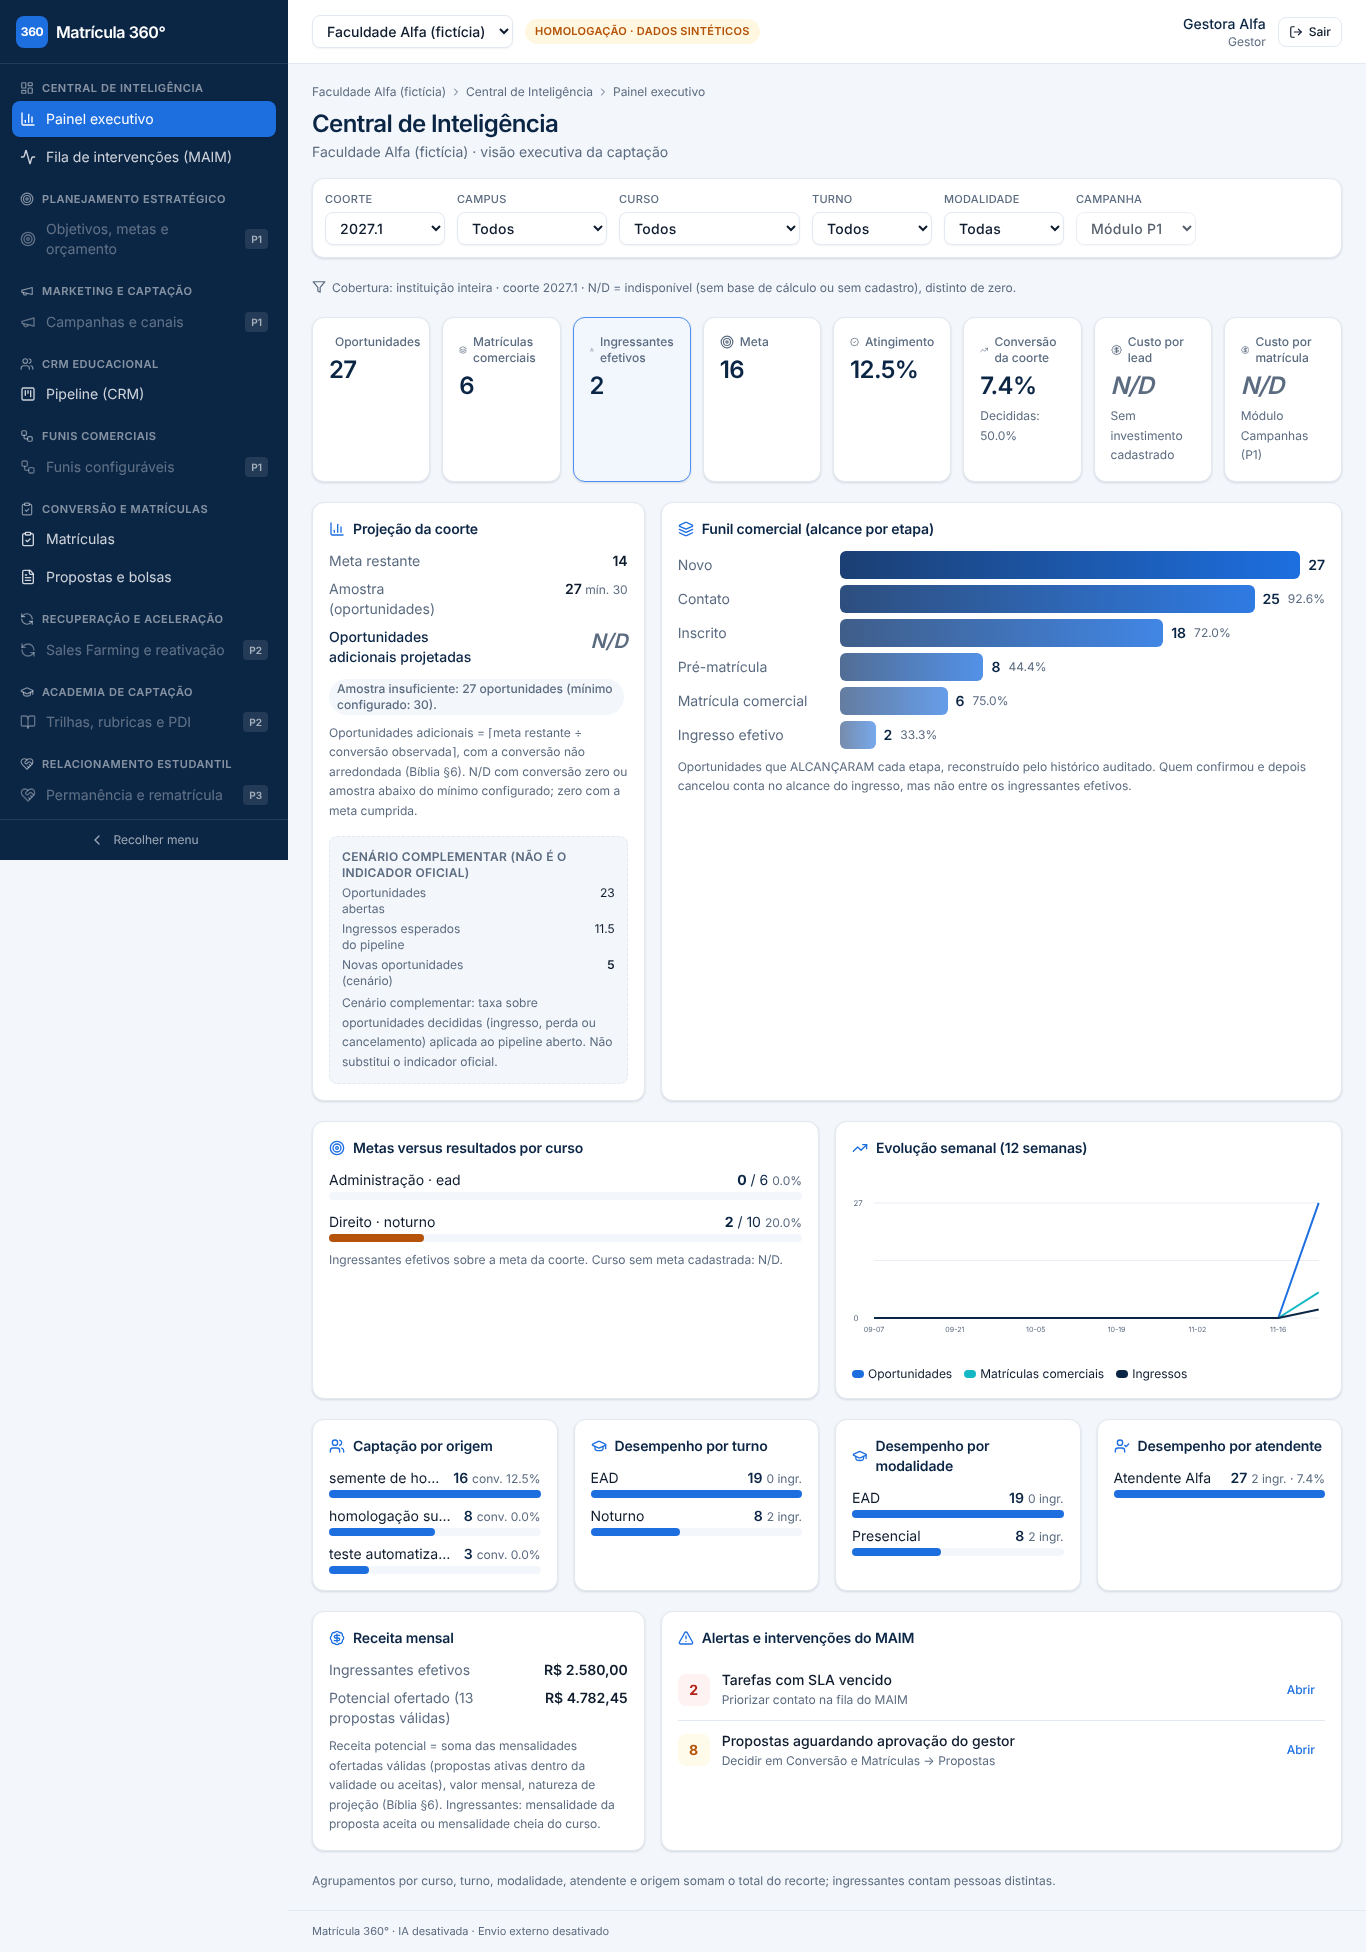 360 Matrícula 360°
CENTRAL DE INTELIGÊNCIA
Painel executivo
Fila de intervenções (MAIM)
PLANEJAMENTO ESTRATÉGICO
Objetivos, metas e
orçamento
P1
MARKETING E CAPTAÇÃO
Campanhas e canais P1
CRM EDUCACIONAL
Pipeline (CRM)
FUNIS COMERCIAIS
Funis configuráveis P1
CONVERSÃO E MATRÍCULAS
Matrículas
Propostas e bolsas
RECUPERAÇÃO E ACELERAÇÃO
Sales Farming e reativação P2
ACADEMIA DE CAPTAÇÃO
Trilhas, rubricas e PDI P2
RELACIONAMENTO ESTUDANTIL
Permanência e rematrícula P3
Recolher menu
Faculdade Alfa (fictícia) HOMOLOGAÇÃO · DADOS SINTÉTICOS
Gestora Alfa
Gestor
Sair
Faculdade Alfa (fictícia) › Central de Inteligência › Painel executivo
Central de Inteligência
Faculdade Alfa (fictícia) · visão executiva da captação
COORTE CAMPUS CURSO TURNO MODALIDADE CAMPANHA
2027.1 Todos Todos Todos Todas Módulo P1
Cobertura: instituição inteira · coorte 2027.1 · N/D = indisponível (sem base de cálculo ou sem cadastro), distinto de zero.
Oportunidades
27
Matrículas
comerciais
6
Ingressantes
efetivos
2
Meta
16
Atingimento
12.5%
Conversão
da coorte
7.4%
Decididas:
50.0%
Custo por
lead
N/D
Sem
investimento
cadastrado
Custo por
matrícula
N/D
Módulo
Campanhas
(P1)
Projeção da coorte
Meta restante 14
Amostra
(oportunidades)
27 mín. 30
Oportunidades
adicionais projetadas
N/D
Amostra insuficiente: 27 oportunidades (mínimo
configurado: 30).
Oportunidades adicionais = ⌈meta restante ÷
conversão observada⌉, com a conversão não
arredondada (Bíblia §6). N/D com conversão zero ou
amostra abaixo do mínimo configurado; zero com a
meta cumprida.
CENÁRIO COMPLEMENTAR (NÃO É O
INDICADOR OFICIAL)
Oportunidades
abertas
23
Ingressos esperados
do pipeline
11.5
Novas oportunidades
(cenário)
5
Cenário complementar: taxa sobre
oportunidades decididas (ingresso, perda ou
cancelamento) aplicada ao pipeline aberto. Não
substitui o indicador oficial.
Funil comercial (alcance por etapa)
Novo 27
Contato 25 92.6%
Inscrito 18 72.0%
Pré-matrícula 8 44.4%
Matrícula comercial 6 75.0%
Ingresso efetivo 2 33.3%
Oportunidades que ALCANÇARAM cada etapa, reconstruído pelo histórico auditado. Quem confirmou e depois
cancelou conta no alcance do ingresso, mas não entre os ingressantes efetivos.
Metas versus resultados por curso
Administração · ead 0 / 6 0.0%
Direito · noturno 2 / 10 20.0%
Ingressantes efetivos sobre a meta da coorte. Curso sem meta cadastrada: N/D.
Evolução semanal (12 semanas)
27
0
09-07 09-21 10-05 10-19 11-02 11-16
Oportunidades Matrículas comerciais Ingressos
Captação por origem
semente de ho... 16 conv. 12.5%
homologação su... 8 conv. 0.0%
teste automatiza... 3 conv. 0.0%
Desempenho por turno
EAD 19 0 ingr.
Noturno 8 2 ingr.
Desempenho por
modalidade
EAD 19 0 ingr.
Presencial 8 2 ingr.
Desempenho por atendente
Atendente Alfa 27 2 ingr. · 7.4%
Receita mensal
Ingressantes efetivos R$ 2.580,00
Potencial ofertado (13
propostas válidas)
R$ 4.782,45
Receita potencial = soma das mensalidades
ofertadas válidas (propostas ativas dentro da
validade ou aceitas), valor mensal, natureza de
projeção (Bíblia §6). Ingressantes: mensalidade da
proposta aceita ou mensalidade cheia do curso.
Alertas e intervenções do MAIM
2
Tarefas com SLA vencido
Priorizar contato na fila do MAIM
Abrir
8
Propostas aguardando aprovação do gestor
Decidir em Conversão e Matrículas → Propostas
Abrir
Agrupamentos por curso, turno, modalidade, atendente e origem somam o total do recorte; ingressantes contam pessoas distintas.
Matrícula 360° · IA desativada · Envio externo desativado